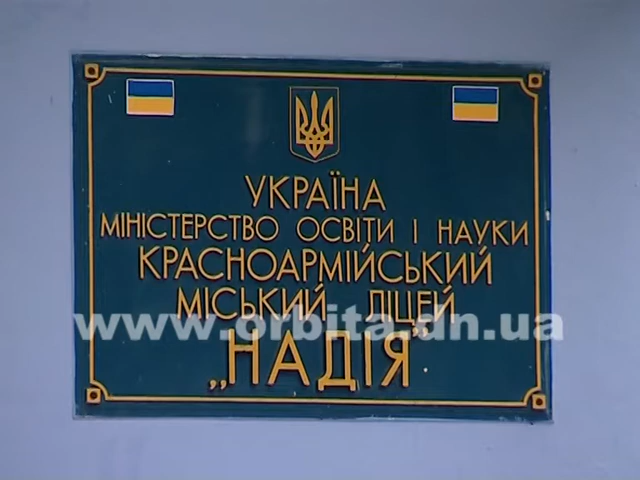 УКРАЇНА
МІНІСТЕРСТВО ОСВІТИ І НАУКИ
КРАСНОАРМІЙСЬКИЙ
МІСЬКИЙ ЛІЦЕЙ
www.orbita.dn.ua
„НАДІЯ”